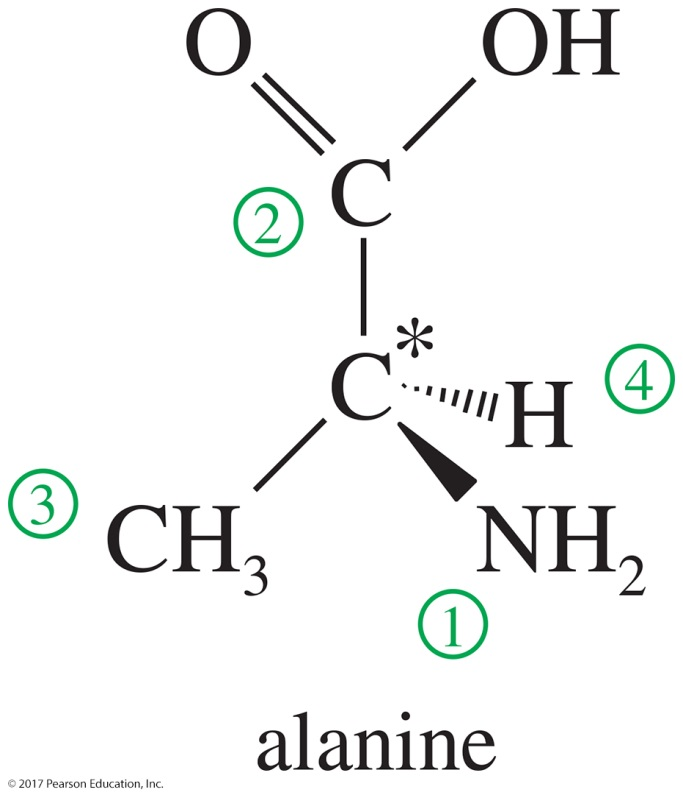 O OH
C
②
C* H ④
③ CH₃ NH₂
①
alanine
© 2017 Pearson Education, Inc.